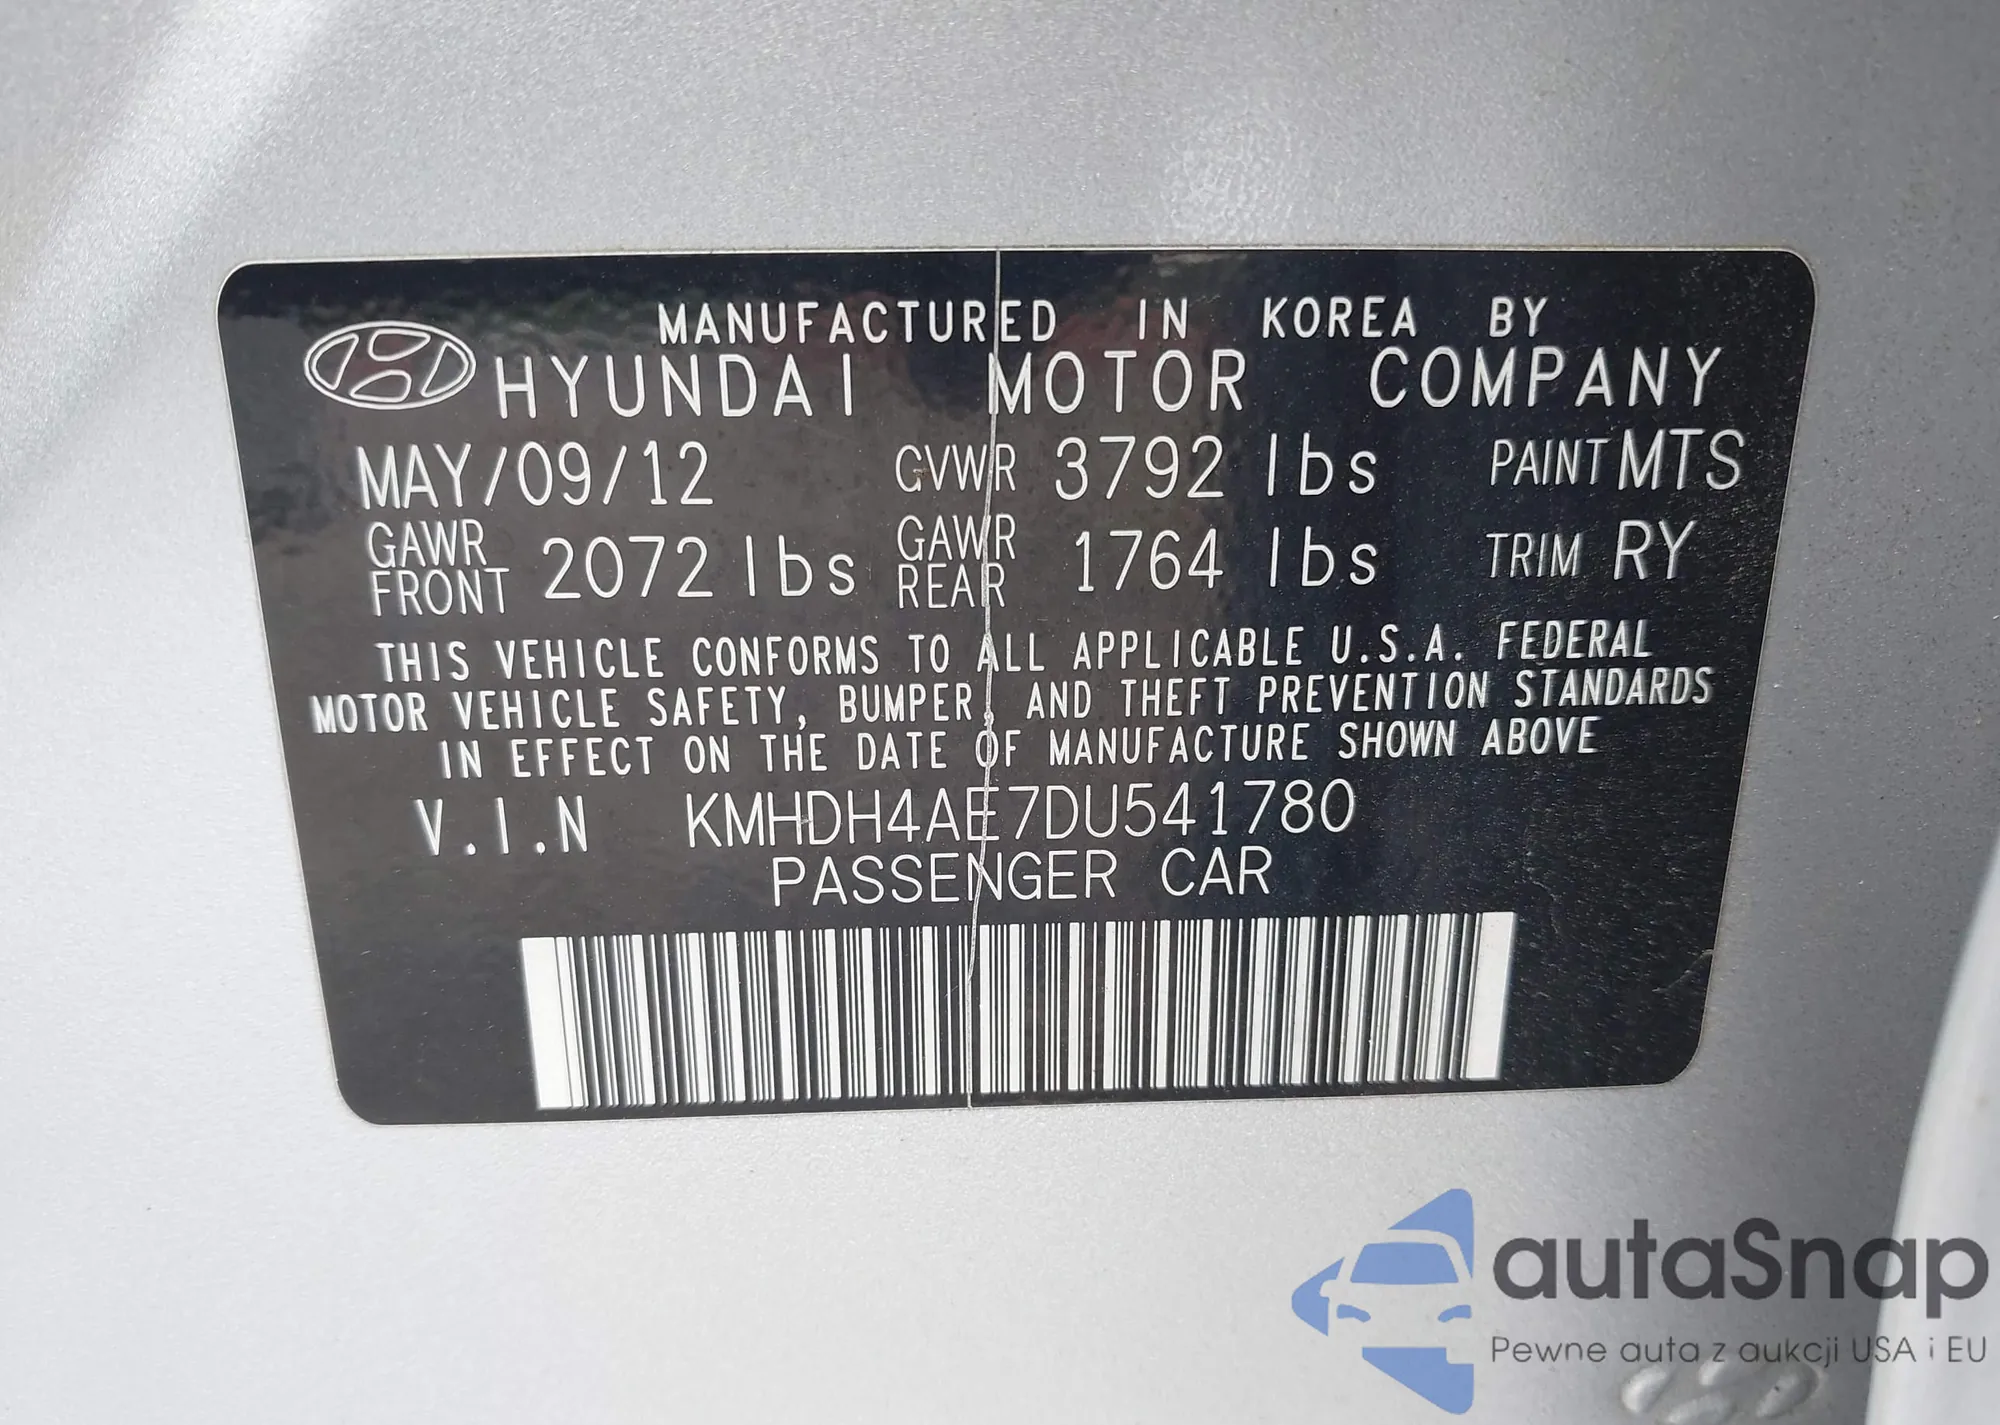 MANUFACTURED IN KOREA BY
HYUNDAI MOTOR COMPANY
MAY/09/12 GVWR 3792 lbs PAINT MTS
GAWR FRONT 2072 lbs GAWR REAR 1764 lbs TRIM RY
THIS VEHICLE CONFORMS TO ALL APPLICABLE U.S.A. FEDERAL
MOTOR VEHICLE SAFETY, BUMPER, AND THEFT PREVENTION STANDARDS
IN EFFECT ON THE DATE OF MANUFACTURE SHOWN ABOVE
V.I.N KMHDH4AE7DU541780
PASSENGER CAR
autaSnap
Pewne auta z aukcji USA i EU